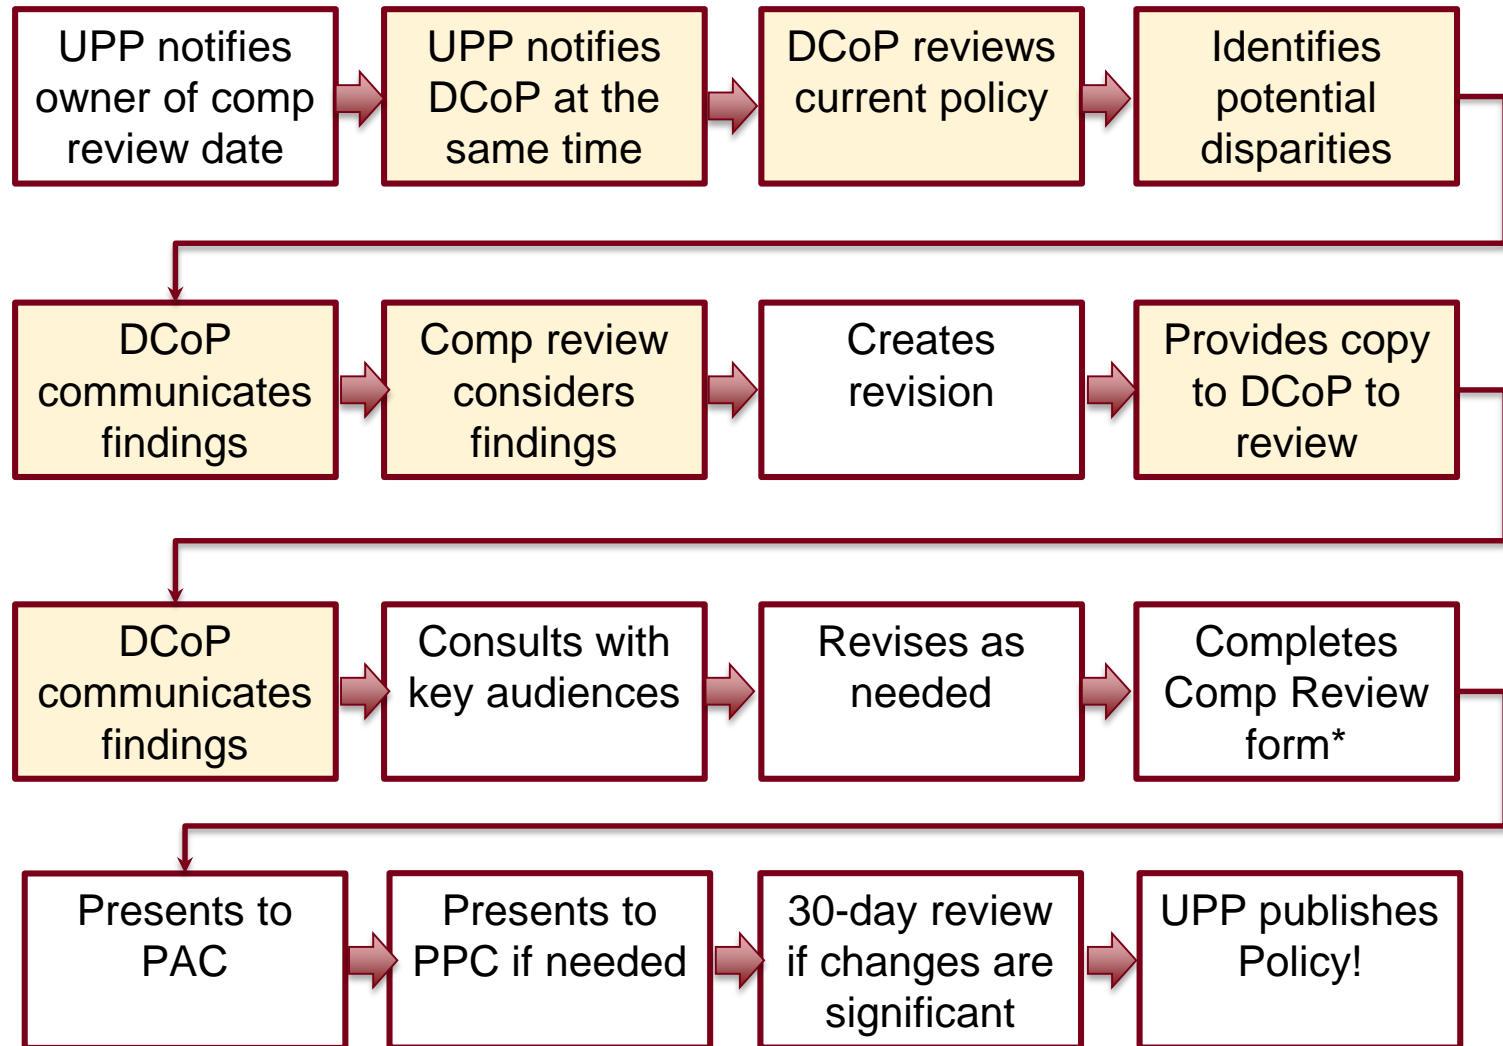 UPP notifies
owner of comp
review date
UPP notifies
DCoP at the
same time
DCoP reviews
current policy
Identifies
potential
disparities
DCoP
communicates
findings
Comp review
considers
findings
Creates
revision
Provides copy
to DCoP to
review
DCoP
communicates
findings
Consults with
key audiences
Revises as
needed
Completes
Comp Review
form*
Presents to
PAC
Presents to
PPC if needed
30-day review
if changes are
significant
UPP publishes
Policy!